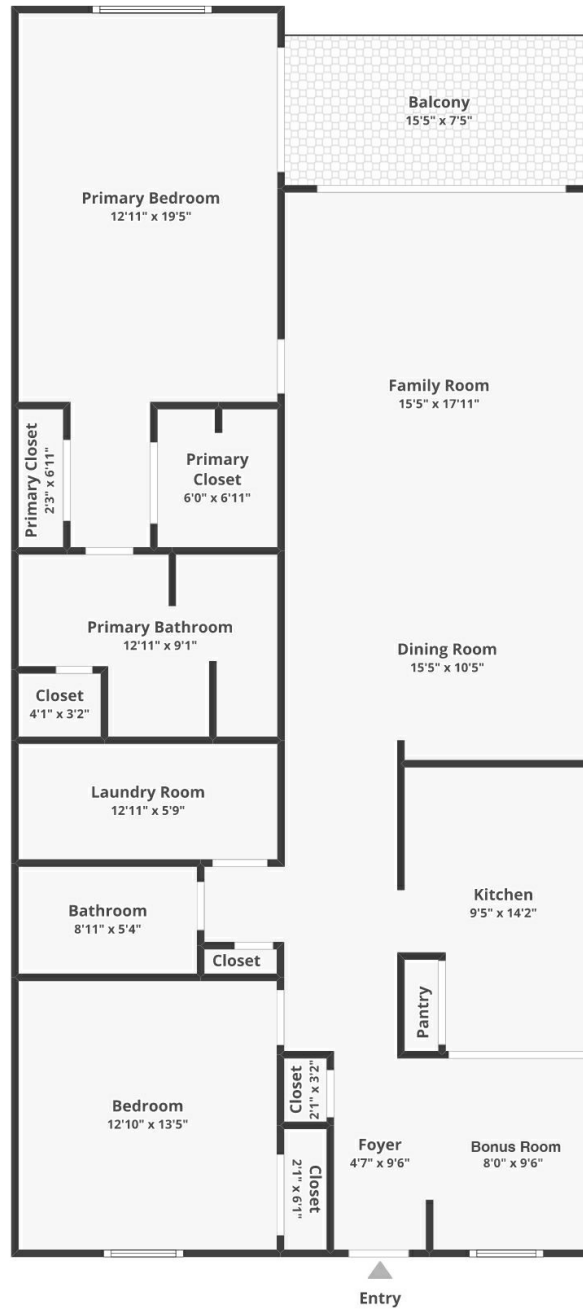 Balcony
15'5" x 7'5"
Primary Bedroom
12'11" x 19'5"
Family Room
15'5" x 17'11"
Primary Closet
2'3" x 6'11"
Primary
Closet
6'0" x 6'11"
Primary Bathroom
12'11" x 9'1"
Dining Room
15'5" x 10'5"
Closet
4'1" x 3'2"
Laundry Room
12'11" x 5'9"
Kitchen
9'5" x 14'2"
Bathroom
8'11" x 5'4"
Closet
Pantry
Bedroom
12'10" x 13'5"
Closet
2'1" x 3'2"
Foyer
4'7" x 9'6"
Bonus Room
8'0" x 9'6"
Closet
2'1" x 6'1"
Entry